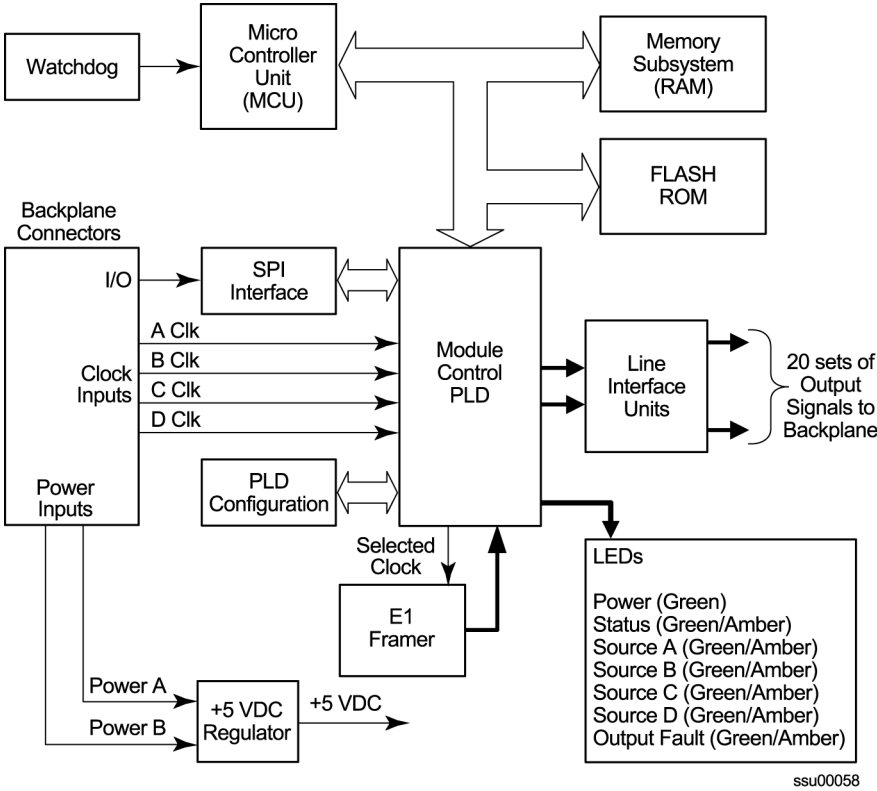 Watchdog
Micro
Controller
Unit
(MCU)
Memory
Subsystem
(RAM)
FLASH
ROM
Backplane
Connectors
I/O
SPI
Interface
A Clk
B Clk
C Clk
D Clk
Clock
Inputs
Module
Control
PLD
Line
Interface
Units
20 sets of
Output
Signals to
Backplane
Power
Inputs
PLD
Configuration
Selected
Clock
E1
Framer
LEDs
Power (Green)
Status (Green/Amber)
Source A (Green/Amber)
Source B (Green/Amber)
Source C (Green/Amber)
Source D (Green/Amber)
Output Fault (Green/Amber)
Power A
Power B
+5 VDC
Regulator
+5 VDC
ssu00058